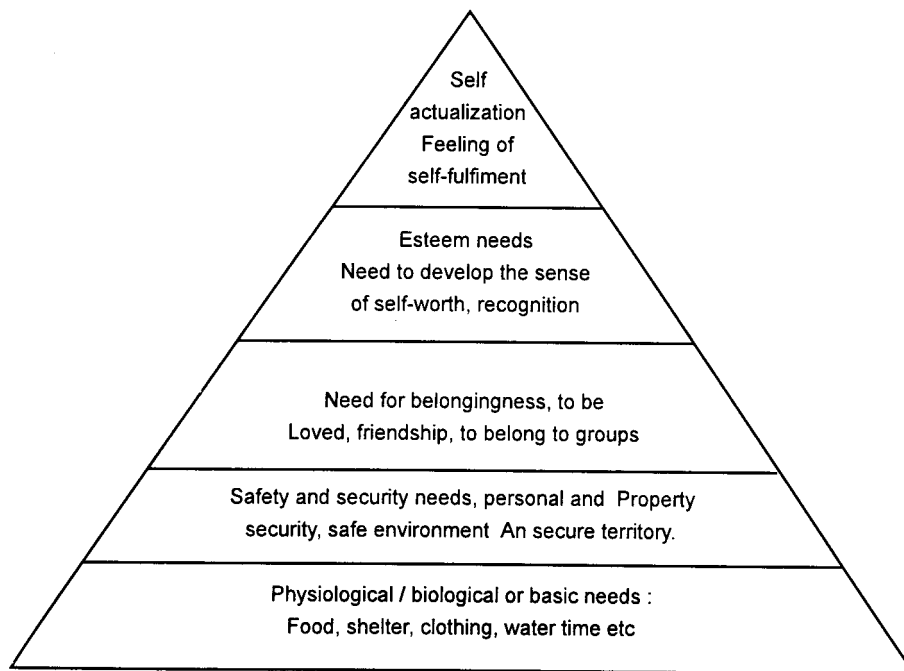 Self
actualization
Feeling of
self-fulfiment
Esteem needs
Need to develop the sense
of self-worth, recognition
Need for belongingness, to be
Loved, friendship, to belong to groups
Safety and security needs, personal and Property
security, safe environment An secure territory.
Physiological / biological or basic needs :
Food, shelter, clothing, water time etc